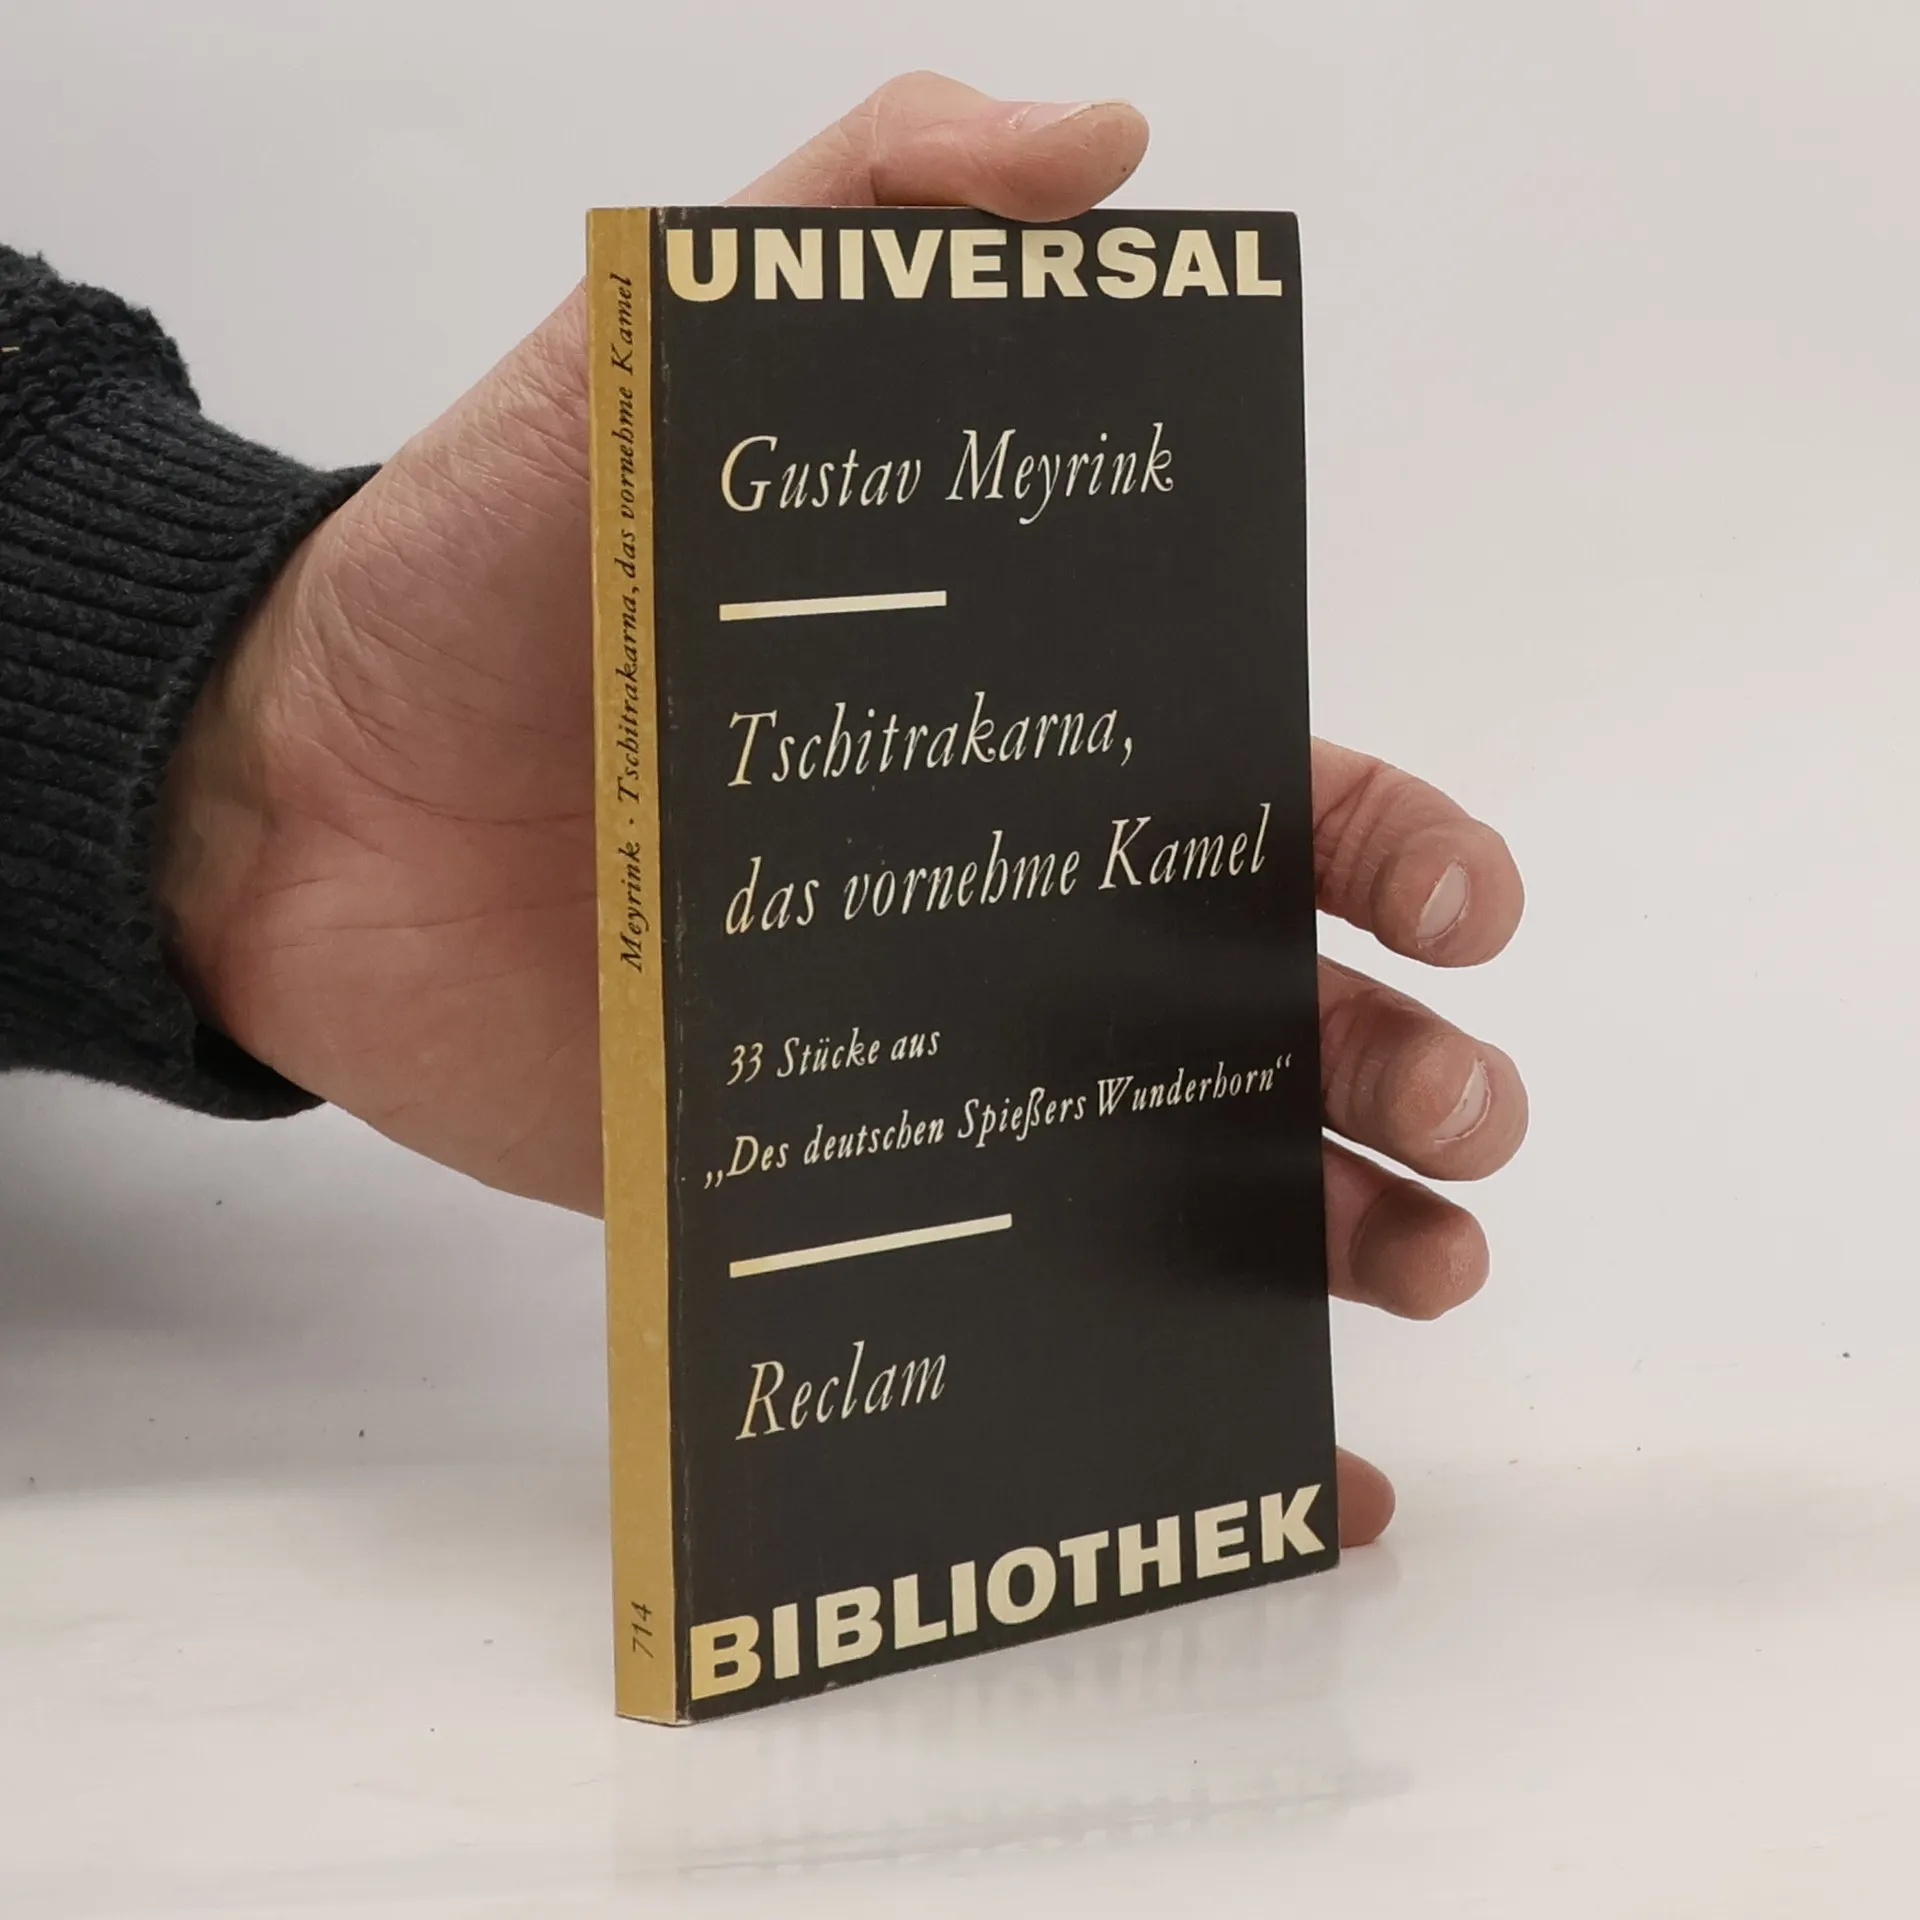 UNIVERSAL
Gustav Meyrink
Tschitrakarna,
das vornehme Kamel
33 Stücke aus
„Des deutschen Spießers Wunderhorn“
Reclam
BIBLIOTHEK
Meyrink · Tschitrakarna, das vornehme Kamel
714